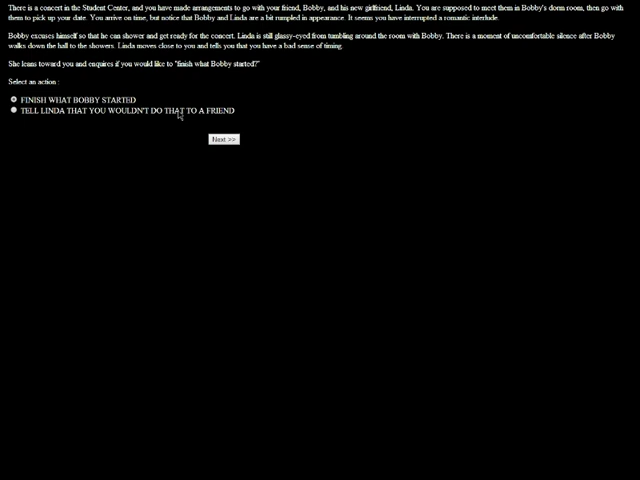 There is a concert in the Student Center, and you have made arrangements to go with your friend, Bobby, and his new girlfriend, Linda. You are supposed to meet them in Bobby's dorm room, then go with
them to pick up your date. You arrive on time, but notice that Bobby and Linda are a bit rumpled in appearance. It seems you have interrupted a romantic interlude.
Bobby excuses himself so that he can shower and get ready for the concert. Linda is still glassy-eyed from tumbling around the room with Bobby. There is a moment of uncomfortable silence after Bobby
walks down the hall to the showers. Linda moves close to you and tells you that you have a bad sense of timing.
She leans toward you and enquires if you would like to "finish what Bobby started?"
Select an action :
FINISH WHAT BOBBY STARTED
TELL LINDA THAT YOU WOULDN'T DO THAT TO A FRIEND
Next >>